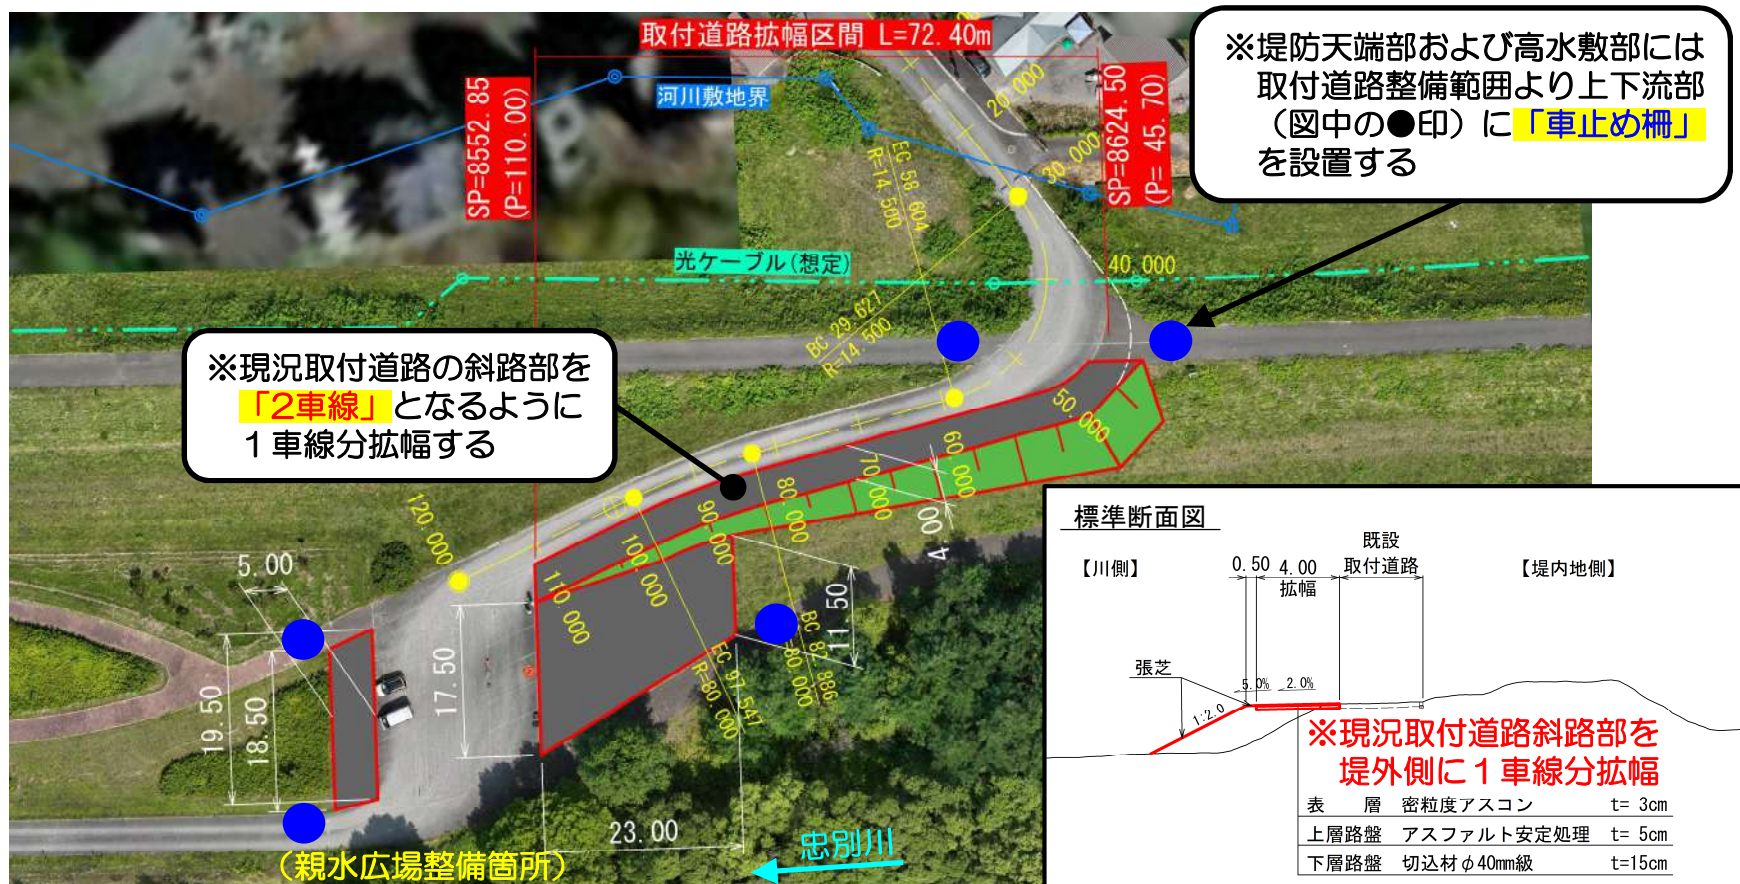 取付道路拡幅区間 L=72.40m
SP=8552.85
(P=110.00)
SP=8624.50
(P= 45.70)
河川敷地界
光ケーブル(想定)
※堤防天端部および高水敷部には
取付道路整備範囲より上下流部
(図中の●印)に「車止め柵」
を設置する
※現況取付道路の斜路部を
「2車線」となるように
1車線分拡幅する
20.000
30.000
40.000
50.000
60.000
70.000
80.000
90.000
100.000
110.000
120.000
EC 58.604
R=14.500
BC 29.627
R=14.500
BC 82.886
R=80.000
EC 97.547
R=80.000
4.00
5.00
11.50
17.50
19.50
18.50
23.00
(親水広場整備箇所)
忠別川
標準断面図
【川側】
0.50 4.00
拡幅
既設
取付道路
【堤内地側】
張芝
5.0% 2.0%
1:2.0
※現況取付道路斜路部を
堤外側に1車線分拡幅
表 層 密粒度アスコン t= 3cm
上層路盤 アスファルト安定処理 t= 5cm
下層路盤 切込材φ40mm級 t=15cm